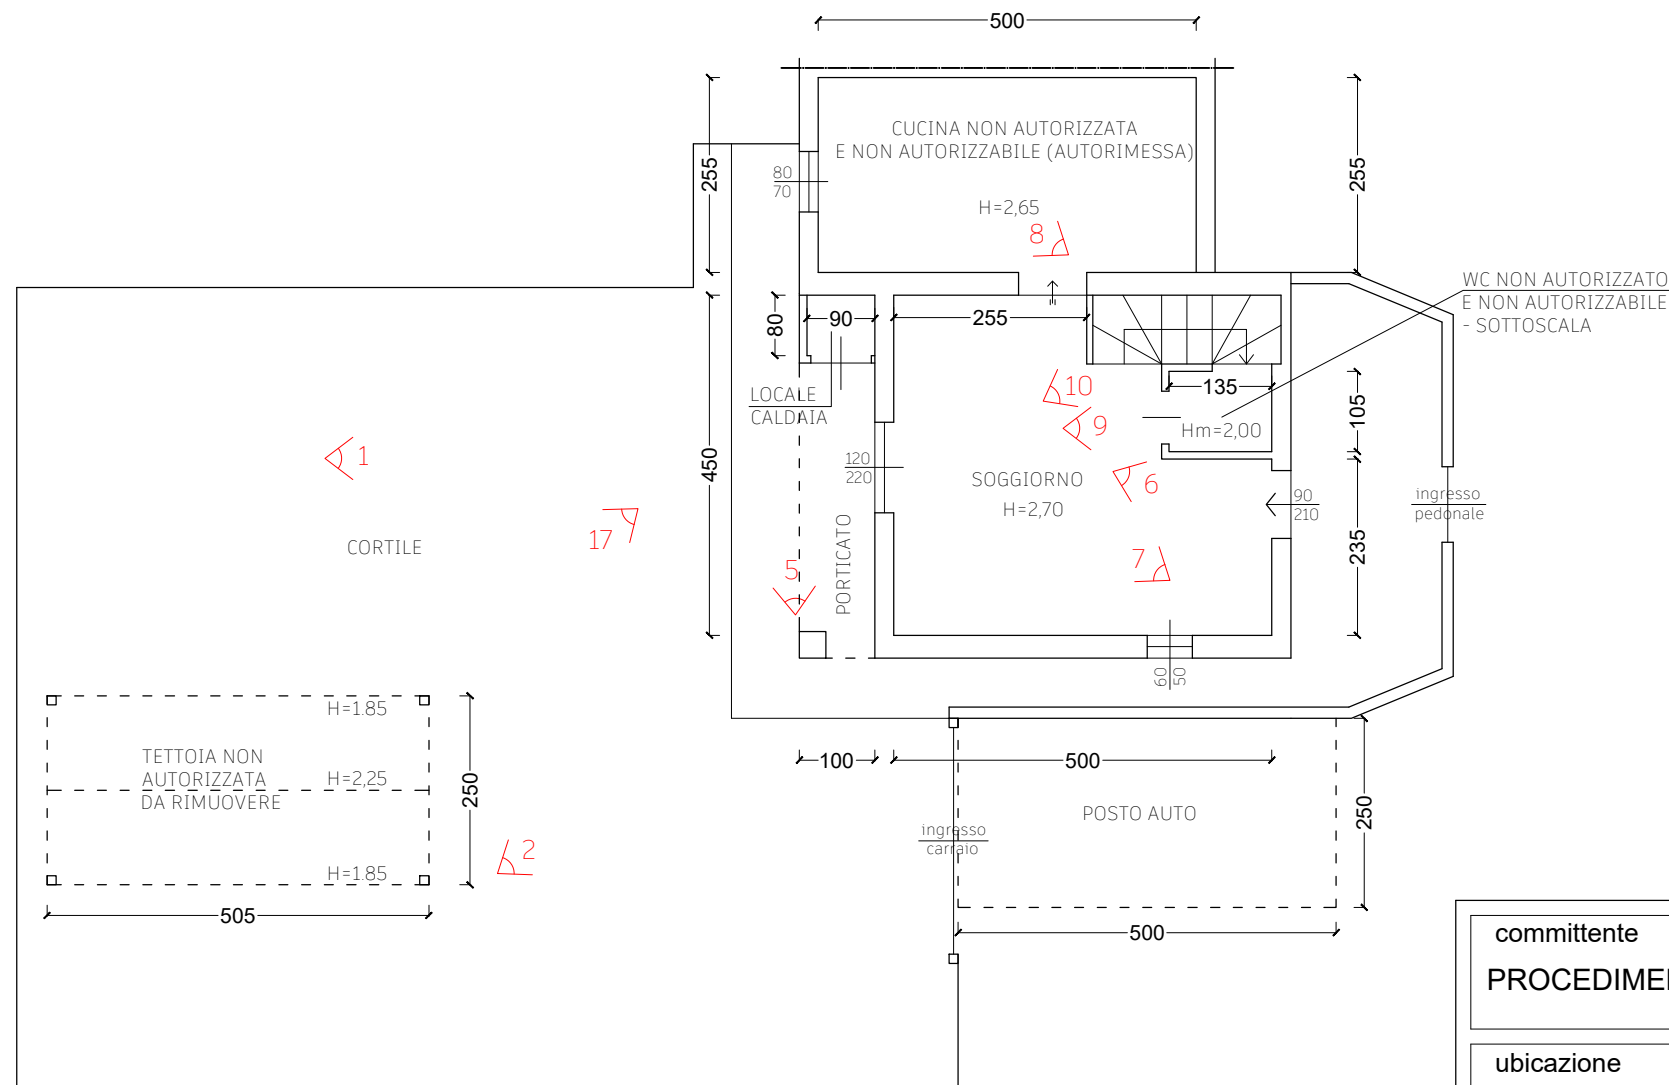 500
CUCINA NON AUTORIZZATA
E NON AUTORIZZABILE (AUTORIMESSA)
H=2,65
255
255
80
70
8
WC NON AUTORIZZATO
E NON AUTORIZZABILE
- SOTTOSCALA
80
90
255
LOCALE
CALDAIA
10
9
135
Hm=2,00
105
1
450
120
220
SOGGIORNO
H=2,70
6
90
210
ingresso
pedonale
17
CORTILE
PORTICATO
5
7
235
60
50
H=1.85
TETTOIA NON
AUTORIZZATA
DA RIMUOVERE
H=2,25
H=1.85
250
505
2
100
500
POSTO AUTO
250
ingresso
carraio
500
committente
PROCEDIME
ubicazione